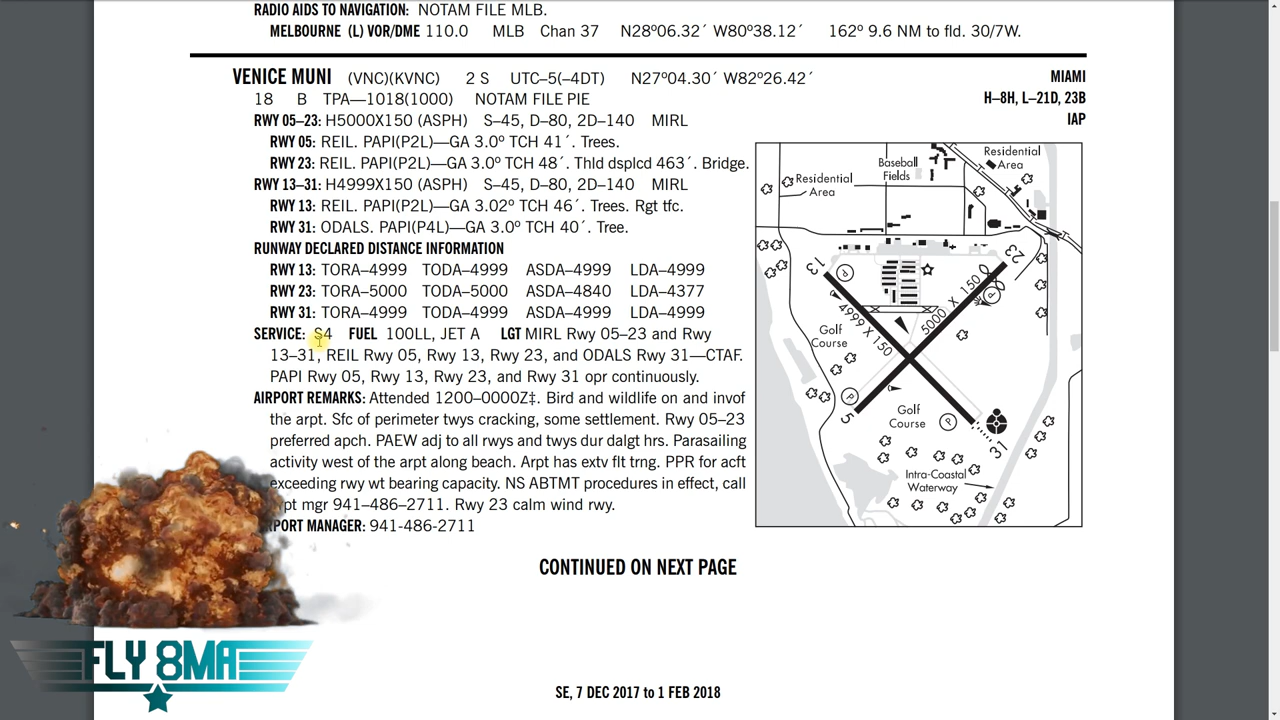 RADIO AIDS TO NAVIGATION: NOTAM FILE MLB.
MELBOURNE (L) VOR/DME 110.0 MLB Chan 37 N28º06.32´ W80º38.12´ 162º 9.6 NM to fld. 30/7W.
VENICE MUNI (VNC)(KVNC) 2 S UTC–5(–4DT) N27º04.30´ W82º26.42´
MIAMI
18 B TPA—1018(1000) NOTAM FILE PIE
H–8H, L–21D, 23B
IAP
RWY 05–23: H5000X150 (ASPH) S–45, D–80, 2D–140 MIRL
RWY 05: REIL. PAPI(P2L)—GA 3.0º TCH 41´. Trees.
RWY 23: REIL. PAPI(P2L)—GA 3.0º TCH 48´. Thld dsplcd 463´. Bridge.
RWY 13–31: H4999X150 (ASPH) S–45, D–80, 2D–140 MIRL
RWY 13: REIL. PAPI(P2L)—GA 3.02º TCH 46´. Trees. Rgt tfc.
RWY 31: ODALS. PAPI(P4L)—GA 3.0º TCH 40´. Tree.
RUNWAY DECLARED DISTANCE INFORMATION
RWY 13: TORA–4999 TODA–4999 ASDA–4999 LDA–4999
RWY 23: TORA–5000 TODA–5000 ASDA–4840 LDA–4377
RWY 31: TORA–4999 TODA–4999 ASDA–4999 LDA–4999
SERVICE: S4 FUEL 100LL, JET A LGT MIRL Rwy 05–23 and Rwy
13–31, REIL Rwy 05, Rwy 13, Rwy 23, and ODALS Rwy 31—CTAF.
PAPI Rwy 05, Rwy 13, Rwy 23, and Rwy 31 opr continuously.
AIRPORT REMARKS: Attended 1200–0000Z‡. Bird and wildlife on and invof
the arpt. Sfc of perimeter twys cracking, some settlement. Rwy 05–23
preferred apch. PAEW adj to all rwys and twys dur dalgt hrs. Parasailing
activity west of the arpt along beach. Arpt has extv flt trng. PPR for acft
exceeding rwy wt bearing capacity. NS ABTMT procedures in effect, call
pt mgr 941–486–2711. Rwy 23 calm wind rwy.
PORT MANAGER: 941-486-2711
Residential
Area
Baseball
Fields
Residential
Area
13
P
23
P
4999 X 150
5000 X 150
Golf
Course
P
5
Golf
Course
P
31
Intra-Coastal
Waterway
CONTINUED ON NEXT PAGE
FLY 8MA
SE, 7 DEC 2017 to 1 FEB 2018